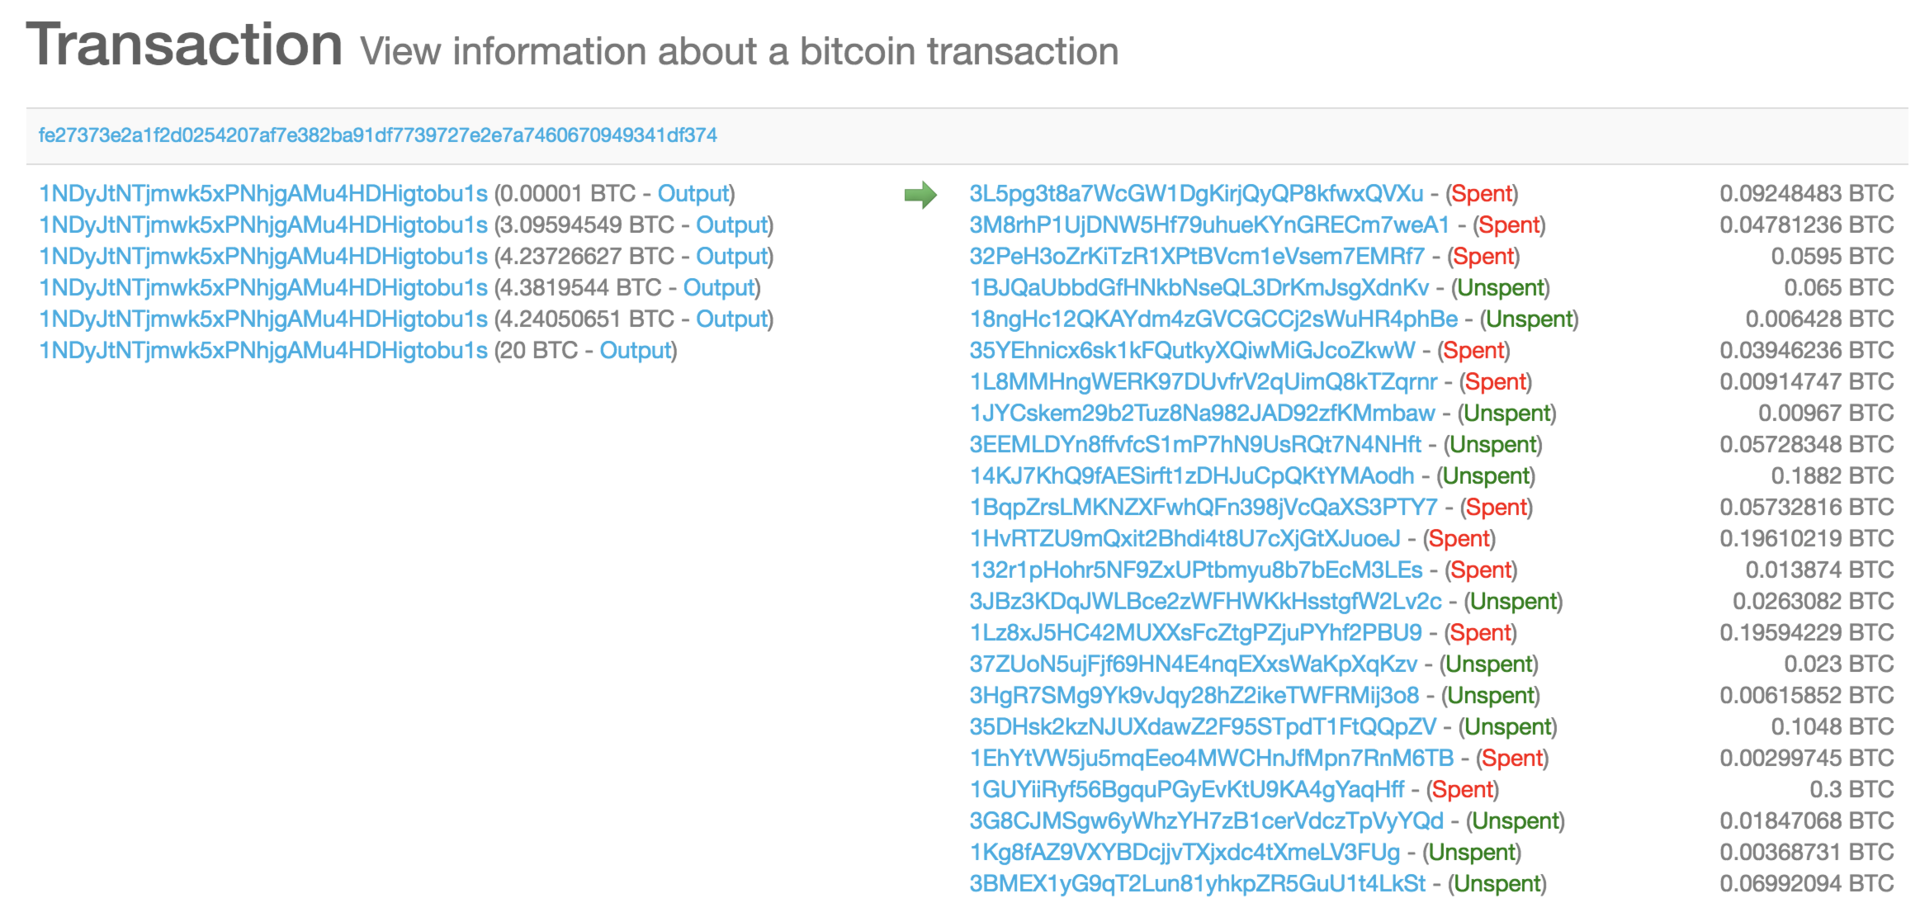 Transaction View information about a bitcoin transaction
fe27373e2a1f2d0254207af7e382ba91df7739727e2e7a7460670949341df374
1NDyJtNTjmwk5xPNhjgAMu4HDHigtobu1s (0.00001 BTC - Output)
1NDyJtNTjmwk5xPNhjgAMu4HDHigtobu1s (3.09594549 BTC - Output)
1NDyJtNTjmwk5xPNhjgAMu4HDHigtobu1s (4.23726627 BTC - Output)
1NDyJtNTjmwk5xPNhjgAMu4HDHigtobu1s (4.3819544 BTC - Output)
1NDyJtNTjmwk5xPNhjgAMu4HDHigtobu1s (4.24050651 BTC - Output)
1NDyJtNTjmwk5xPNhjgAMu4HDHigtobu1s (20 BTC - Output)
3L5pg3t8a7WcGW1DgKirjQyQP8kfwxQVXu - (Spent) 0.09248483 BTC
3M8rhP1UjDNW5Hf79uhueKYnGRECm7weA1 - (Spent) 0.04781236 BTC
32PeH3oZrKiTzR1XPtBVcm1eVsem7EMRf7 - (Spent) 0.0595 BTC
1BJQaUbbdGfHNkbNseQL3DrKmJsgXdnKv - (Unspent) 0.065 BTC
18ngHc12QKAYdm4zGVCGCCj2sWuHR4phBe - (Unspent) 0.006428 BTC
35YEhnicx6sk1kFQutkyXQiwMiGJcoZkwW - (Spent) 0.03946236 BTC
1L8MMHngWERK97DUvfrV2qUimQ8kTZqrnr - (Spent) 0.00914747 BTC
1JYCskem29b2Tuz8Na982JAD92zfKMmbaw - (Unspent) 0.00967 BTC
3EEMLDYn8ffvfcS1mP7hN9UsRQt7N4NHft - (Unspent) 0.05728348 BTC
14KJ7KhQ9fAESirft1zDHJuCpQKtYMAodh - (Unspent) 0.1882 BTC
1BqpZrsLMKNZXFwhQFn398jVcQaXS3PTY7 - (Spent) 0.05732816 BTC
1HvRTZU9mQxit2Bhdi4t8U7cXjGtXJuoeJ - (Spent) 0.19610219 BTC
132r1pHohr5NF9ZxUPtbmyu8b7bEcM3LEs - (Spent) 0.013874 BTC
3JBz3KDqJWLBce2zWFHWKkHsstgfW2Lv2c - (Unspent) 0.0263082 BTC
1Lz8xJ5HC42MUXXsFcZtgPZjuPYhf2PBU9 - (Spent) 0.19594229 BTC
37ZUoN5ujFjf69HN4E4nqEXxsWaKpXqKzv - (Unspent) 0.023 BTC
3HgR7SMg9Yk9vJqy28hZ2ikeTWFRMij3o8 - (Unspent) 0.00615852 BTC
35DHsk2kzNJUXdawZ2F95STpdT1FtQQpZV - (Unspent) 0.1048 BTC
1EhYtVW5ju5mqEeo4MWCHnJfMpn7RnM6TB - (Spent) 0.00299745 BTC
1GUYiiRyf56BgquPGyEvKtU9KA4gYaqHff - (Spent) 0.3 BTC
3G8CJMSgw6yWhzYH7zB1cerVdczTpVyYQd - (Unspent) 0.01847068 BTC
1Kg8fAZ9VXYBDcjjvTXjxdc4tXmeLV3FUg - (Unspent) 0.00368731 BTC
3BMEX1yG9qT2Lun81yhkpZR5GuU1t4LkSt - (Unspent) 0.06992094 BTC